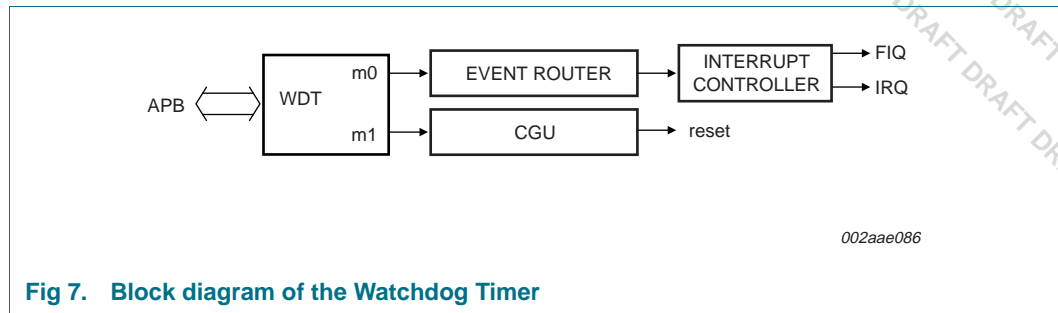 DRAFT DRAFT DRAFT
DRAFT
m0
EVENT ROUTER
INTERRUPT
CONTROLLER
FIQ
IRQ
APB
WDT
m1
CGU
reset
002aae086
Fig 7. Block diagram of the Watchdog Timer